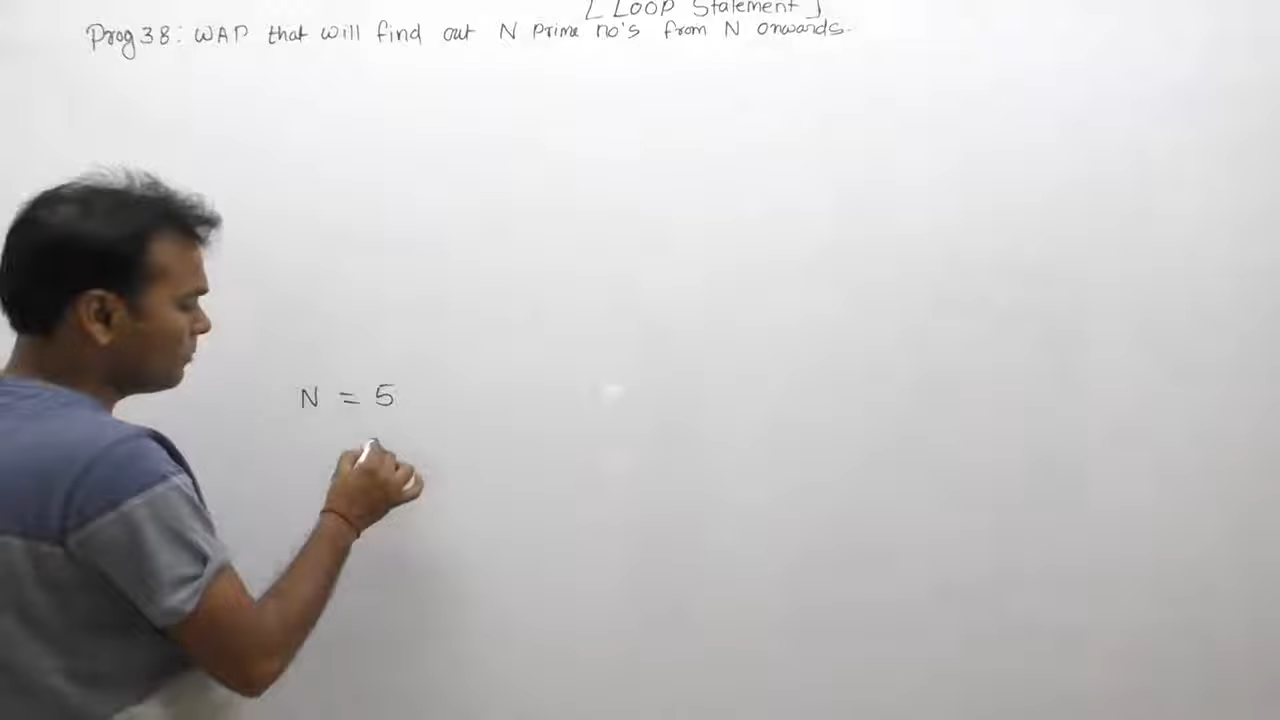 [ Loop Statement ]
Prog 38: WAP that will find out N prime no's from N onwards.
N = 5